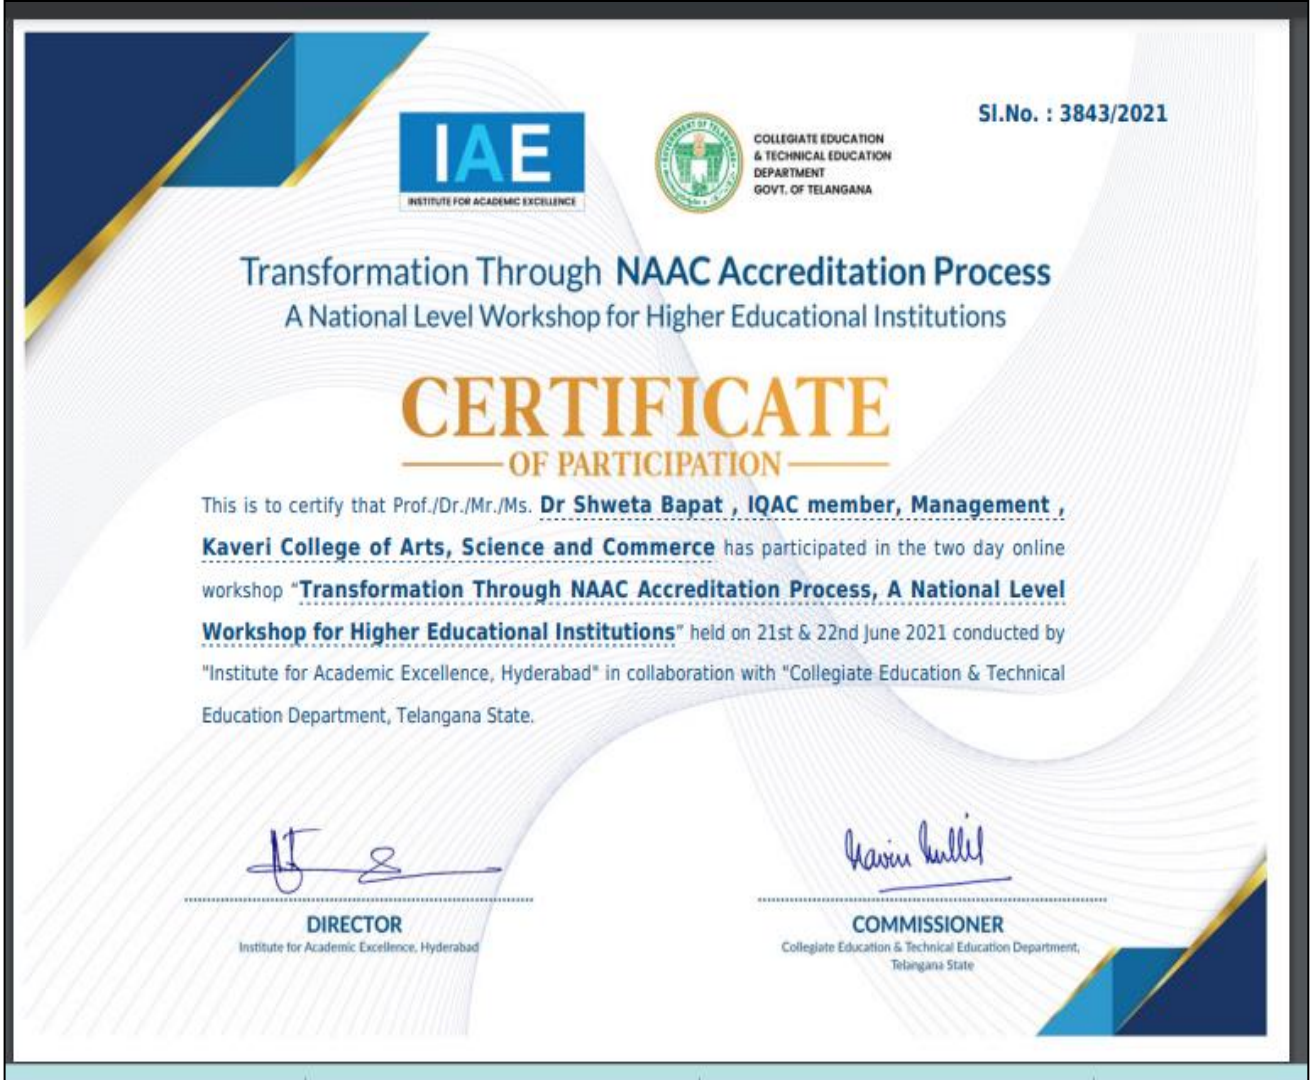 Sl.No. : 3843/2021
IAE
INSTITUTE FOR ACADEMIC EXCELLENCE
COLLEGIATE EDUCATION
& TECHNICAL EDUCATION
DEPARTMENT
GOVT. OF TELANGANA
Transformation Through NAAC Accreditation Process
A National Level Workshop for Higher Educational Institutions
CERTIFICATE
OF PARTICIPATION
This is to certify that Prof./Dr./Mr./Ms. Dr Shweta Bapat , IQAC member, Management ,
Kaveri College of Arts, Science and Commerce has participated in the two day online
workshop "Transformation Through NAAC Accreditation Process, A National Level
Workshop for Higher Educational Institutions" held on 21st & 22nd June 2021 conducted by
"Institute for Academic Excellence, Hyderabad" in collaboration with "Collegiate Education & Technical
Education Department, Telangana State.
DIRECTOR
Institute for Academic Excellence, Hyderabad
COMMISSIONER
Collegiate Education & Technical Education Department,
Telangana State